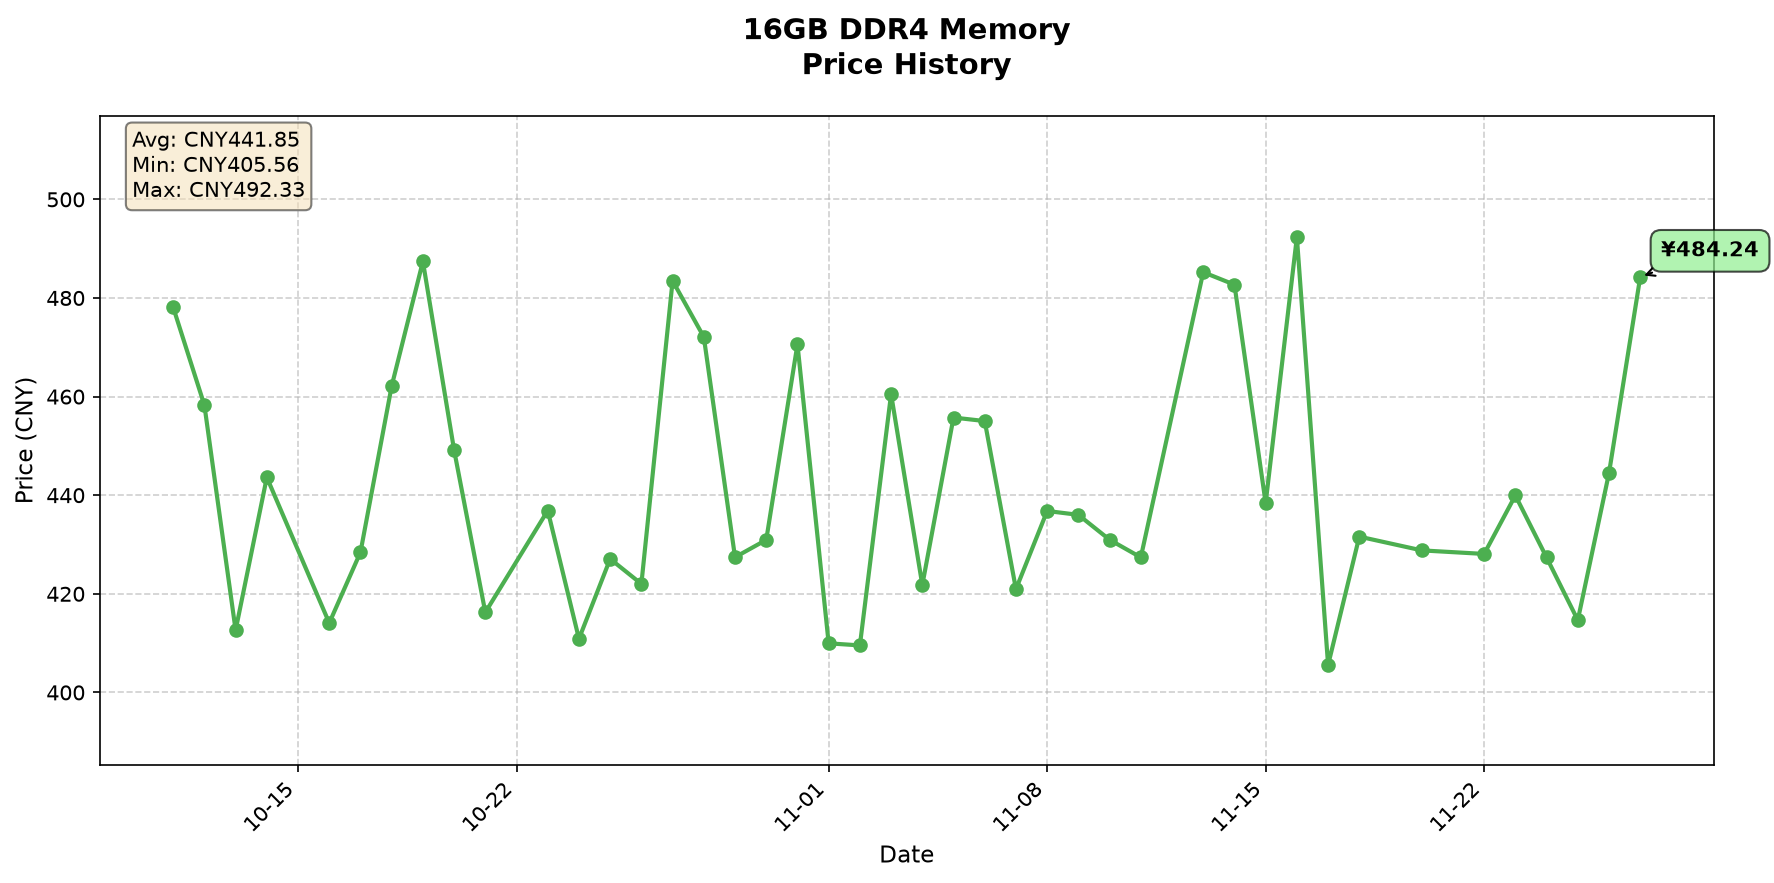 16GB DDR4 Memory
Price History
Avg: CNY441.85
Min: CNY405.56
Max: CNY492.33
¥484.24
500
480
460
440
420
400
Price (CNY)
10-15
10-22
11-01
11-08
11-15
11-22
Date